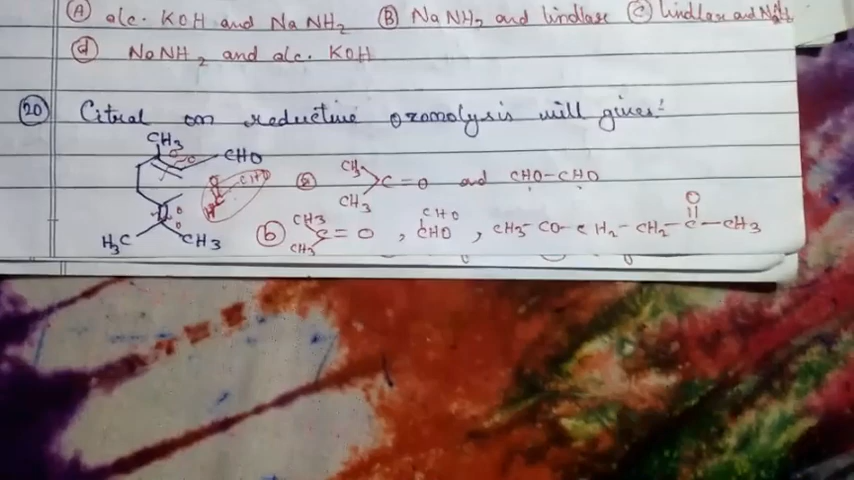 (A) alc. KOH and NaNH2 (B) NaNH2 and lindlar (C) lindlar and
(d) NaNH2 and alc. KOH
(20) Citral on reductive ozonolysis will gives:
CH3
CHO
CHO
H3C CH3
(a) CH3 CH3 >C=O and CHO-CHO
(b) CH3 CH3 C=O, CHO CHO, CH3-CO-CH2-CH2-C-CH3
O